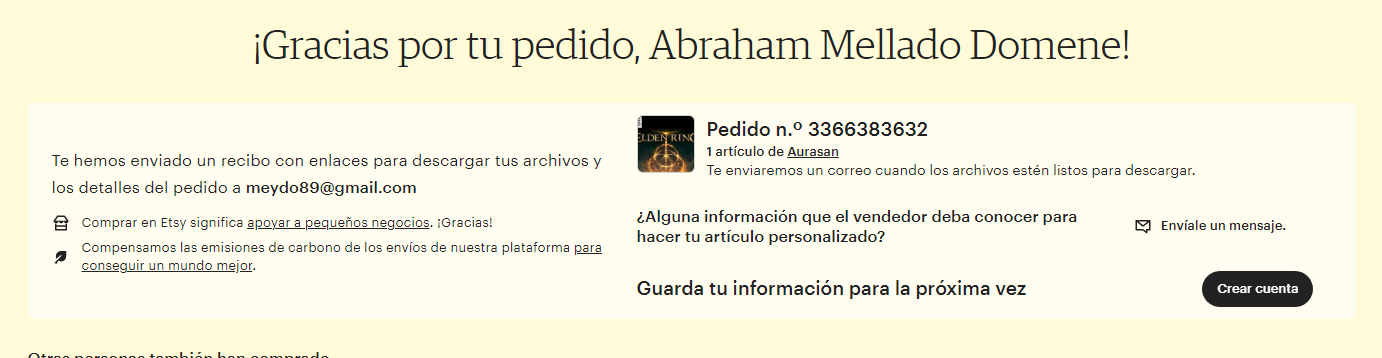 ¡Gracias por tu pedido, Abraham Mellado Domene!
Te hemos enviado un recibo con enlaces para descargar tus archivos y
los detalles del pedido a meydo89@gmail.com
Comprar en Etsy significa apoyar a pequeños negocios. ¡Gracias!
Compensamos las emisiones de carbono de los envíos de nuestra plataforma para
conseguir un mundo mejor.
ELDEN RING
Pedido n.º 3366383632
1 artículo de Aurasan
Te enviaremos un correo cuando los archivos estén listos para descargar.
¿Alguna información que el vendedor deba conocer para
hacer tu artículo personalizado?
Envíale un mensaje.
Guarda tu información para la próxima vez
Crear cuenta
Otras personas también han comprado